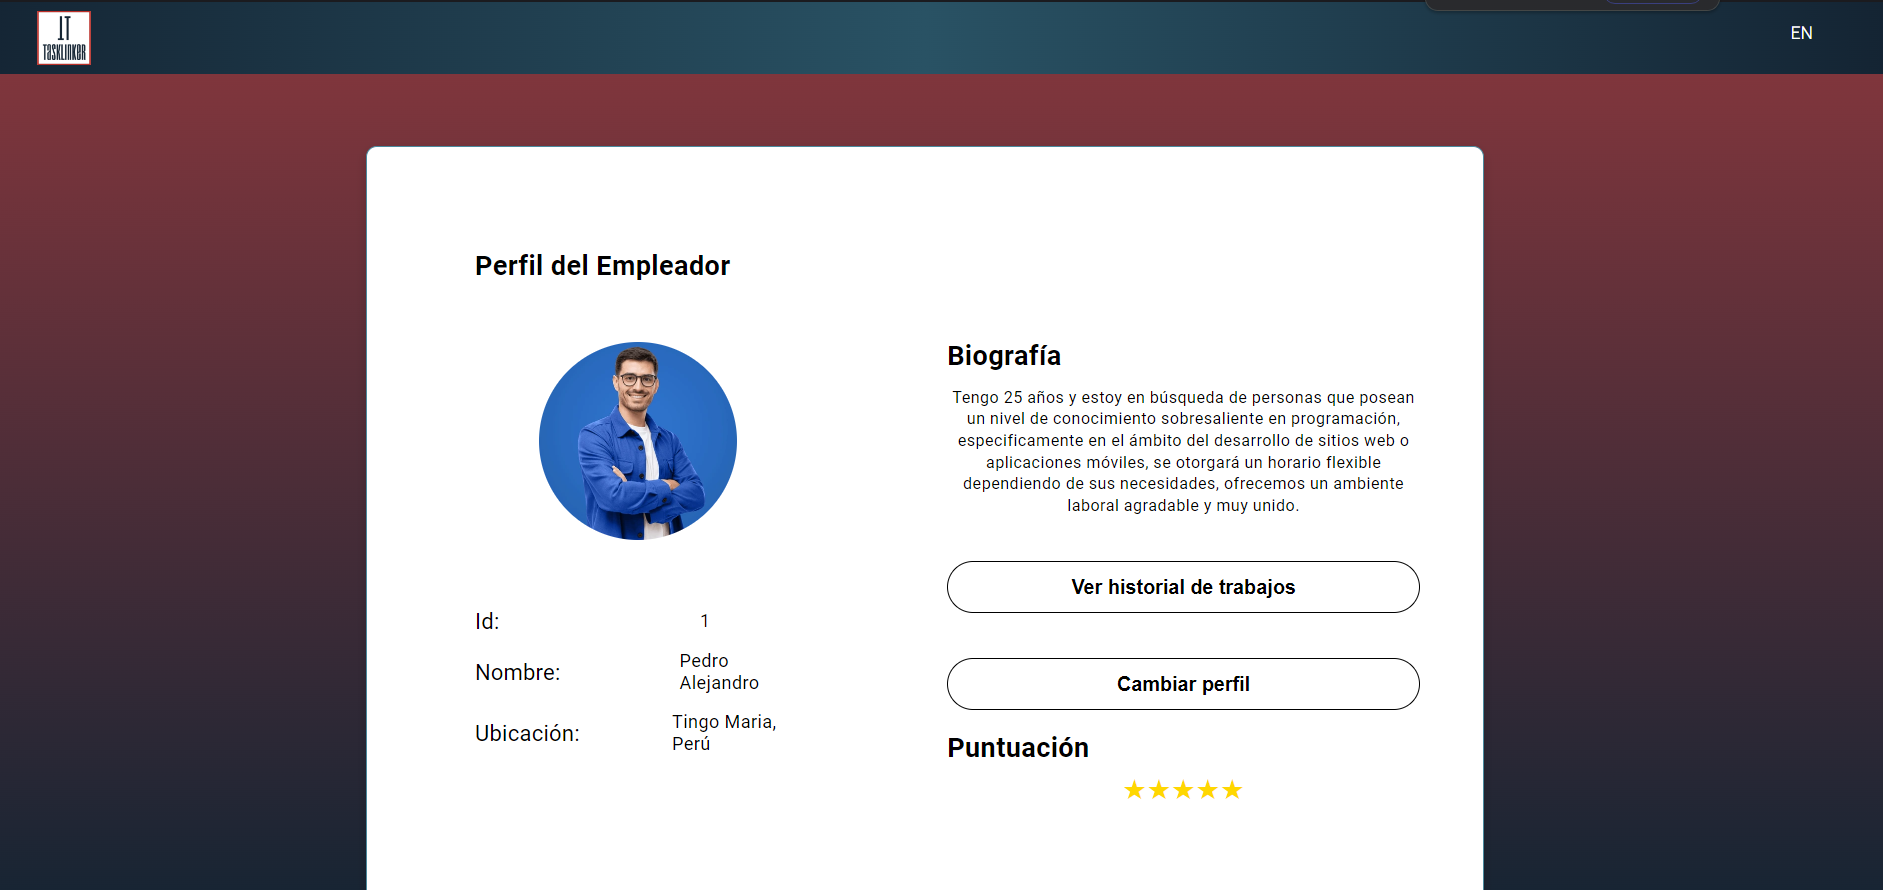 IT
TASKLINKER
EN
Perfil del Empleador
Biografía
Tengo 25 años y estoy en búsqueda de personas que posean
un nivel de conocimiento sobresaliente en programación,
especificamente en el ámbito del desarrollo de sitios web o
aplicaciones móviles, se otorgará un horario flexible
dependiendo de sus necesidades, ofrecemos un ambiente
laboral agradable y muy unido.
Ver historial de trabajos
Cambiar perfil
Puntuación
Id: 1
Nombre: Pedro
Alejandro
Ubicación: Tingo Maria,
Perú